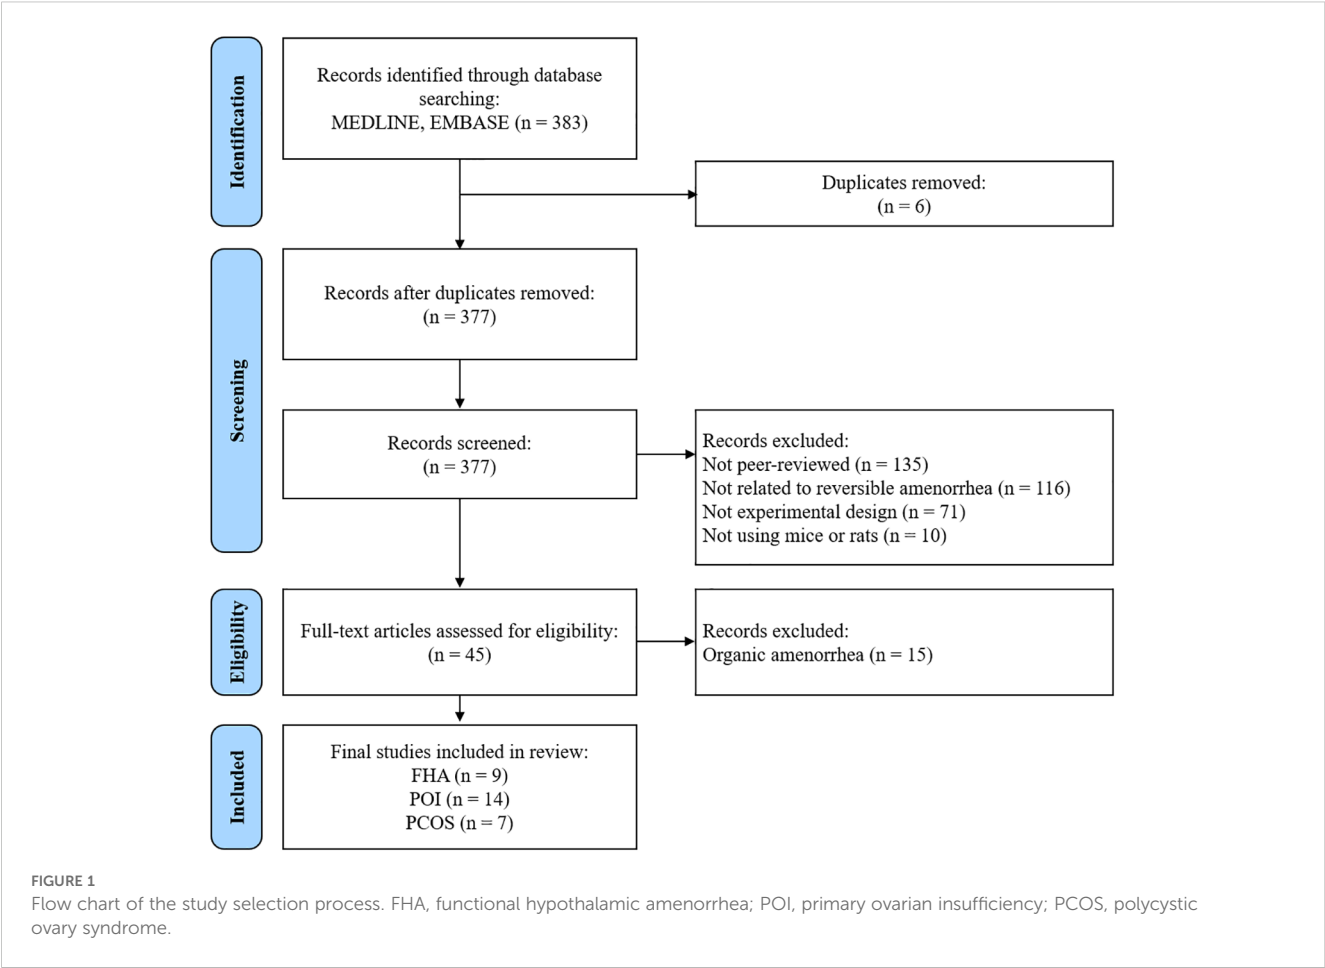 Identification
Records identified through database
searching:
MEDLINE, EMBASE (n = 383)
Duplicates removed:
(n = 6)
Screening
Records after duplicates removed:
(n = 377)
Records screened:
(n = 377)
Records excluded:
Not peer-reviewed (n = 135)
Not related to reversible amenorrhea (n = 116)
Not experimental design (n = 71)
Not using mice or rats (n = 10)
Eligibility
Full-text articles assessed for eligibility:
(n = 45)
Records excluded:
Organic amenorrhea (n = 15)
Included
Final studies included in review:
FHA (n = 9)
POI (n = 14)
PCOS (n = 7)
FIGURE 1
Flow chart of the study selection process. FHA, functional hypothalamic amenorrhea; POI, primary ovarian insufficiency; PCOS, polycystic
ovary syndrome.